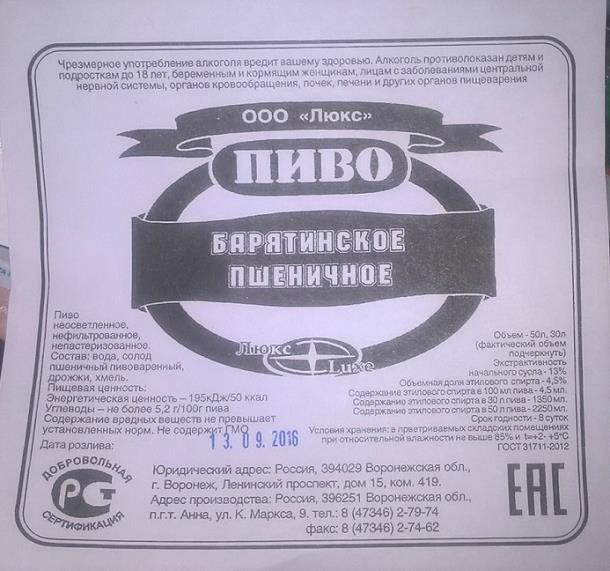 Чрезмерное употребление алкоголя вредит вашему здоровью. Алкоголь противопоказан детям и
подросткам до 18 лет, беременным и кормящим женщинам, лицам с заболеваниями центральной
нервной системы, органов кровообращения, почек, печени и других органов пищеварения
ООО «Люкс»
ПИВО
БАРЯТИНСКОЕ
ПШЕНИЧНОЕ
Люкс
Luxe
Пиво
неосветленное,
нефильтрованное,
непастеризованное.
Состав: вода, солод
пшеничный пивоваренный,
дрожжи, хмель.
Пищевая ценность:
Энергетическая ценность – 195кДж/50 ккал
Углеводы – не более 5,2 г/100г пива
Содержание вредных веществ не превышает
установленных норм. Не содержит ГМО
Дата розлива:
13.09.2016
Объем - 50л, 30л
(фактический объем
подчеркнуть)
Экстрактивность
начального сусла - 13%
Объемная доля этилового спирта - 4,5%
Содержание этилового спирта в 100 мл пива - 4,5 мл.
Содержание этилового спирта в 30 л пива - 1350 мл.
Содержание этилового спирта в 50 л пива - 2250 мл.
Срок годности - 8 суток
Условия хранения: в прветриваемых складских помещениях
при относительной влажности не выше 85% и t=+2- +5°С
ГОСТ 31711-2012
ДОБРОВОЛЬНАЯ
РСТ
СЕРТИФИКАЦИЯ
Юридический адрес: Россия, 394029 Воронежская обл.,
г. Воронеж, Ленинский проспект, дом 15, ком. 419.
Адрес производства: Россия, 396251 Воронежская обл.,
п.г.т. Анна, ул. К. Маркса, 9. тел.: 8 (47346) 2-79-74
факс: 8 (47346) 2-74-62
ЕАС